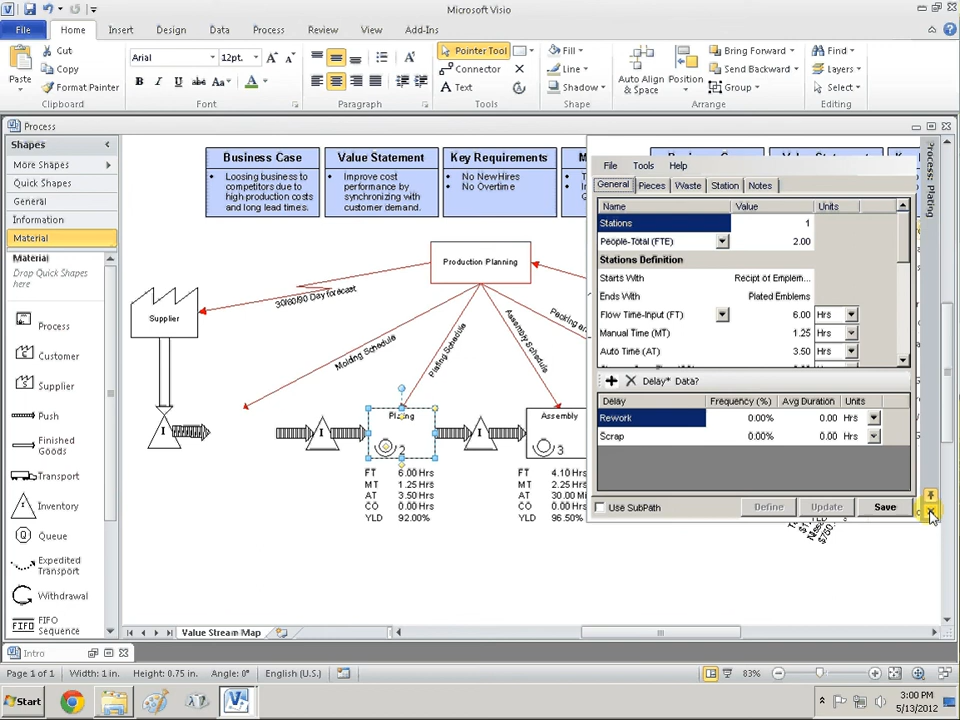 Microsoft Visio
File Home Insert Design Data Process Review View Add-Ins
Paste
Cut
Copy
Format Painter
Clipboard
Arial 12pt.
Font
Paragraph
Pointer Tool
Connector
Text
Tools
Fill
Line
Shadow
Shape
Auto Align & Space
Position
Bring Forward
Send Backward
Group
Arrange
Find
Layers
Select
Editing
Process
Shapes
More Shapes
Quick Shapes
General
Information
Material
Material
Drop Quick Shapes
here
Process
Customer
Supplier
Push
Finished
Goods
Transport
Inventory
Queue
Expedited
Transport
Withdrawal
FIFO
FIFO
Sequence
Business Case
• Loosing business to
competitors due to
high production costs
and long lead times.
Value Statement
• Improve cost
performance by
synchronizing with
customer demand.
Key Requirements
• No New Hires
• No Overtime
Production Planning
Supplier
30/60/90 Day forecast
Molding Schedule
Plating Schedule
Assembly Schedule
I
I
Plating
2
FT 6.00 Hrs
MT 1.25 Hrs
AT 3.50 Hrs
CO 0.00 Hrs
YLD 92.00%
I
Assembly
3
FT 4.10 Hrs
MT 2.25 Hrs
AT 30.00
CO 0.00 Hrs
YLD 96.50%
Process: Plating
File Tools Help
General Pieces Waste Station Notes
Name Value Units
Stations 1
People-Total (FTE) 2.00
Stations Definition
Starts With Recipt of Emplem...
Ends With Plated Emblems
Flow Time-Input (FT) 6.00 Hrs
Manual Time (MT) 1.25 Hrs
Auto Time (AT) 3.50 Hrs
Delay* Data?
Delay Frequency (%) Avg Duration Units
Rework 0.00% 0.00 Hrs
Scrap 0.00% 0.00 Hrs
Use SubPath Define Update Save
Value Stream Map
Intro
Page 1 of 1 Width: 1 in. Height: 0.75 in. Angle: 0° English (U.S.) 83%
Start
3:00 PM
5/13/2012